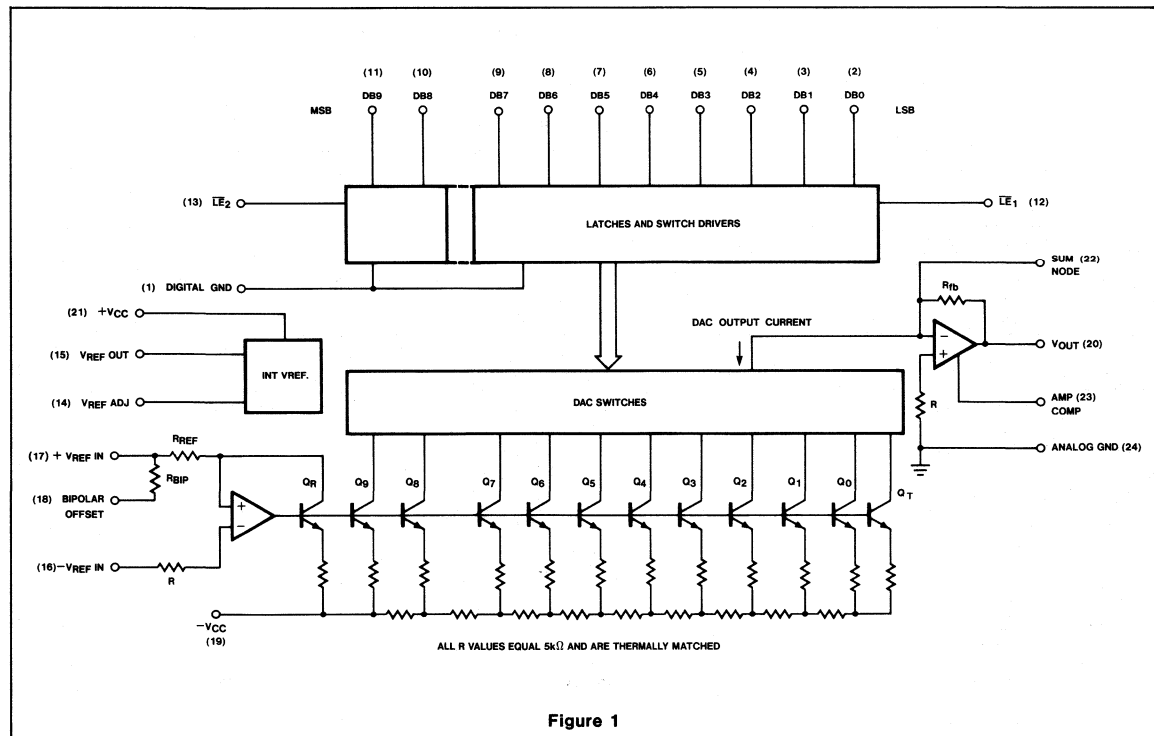 (11) (10) (9) (8) (7) (6) (5) (4) (3) (2)
MSB DB9 DB8 DB7 DB6 DB5 DB4 DB3 DB2 DB1 DB0 LSB
(13) L̅E̅2 LATCHES AND SWITCH DRIVERS L̅E̅1 (12)
(1) DIGITAL GND
SUM (22)
NODE
Rfb
(21) +VCC
DAC OUTPUT CURRENT
−
+
VOUT (20)
(15) VREF OUT
INT VREF.
(14) VREF ADJ
DAC SWITCHES
R
AMP (23)
COMP
ANALOG GND (24)
(17) + VREF IN
RREF
RBIP
(18) BIPOLAR
OFFSET
+
−
QR Q9 Q8 Q7 Q6 Q5 Q4 Q3 Q2 Q1 Q0 QT
(16) −VREF IN
R
−VCC
(19)
ALL R VALUES EQUAL 5kΩ AND ARE THERMALLY MATCHED
Figure 1